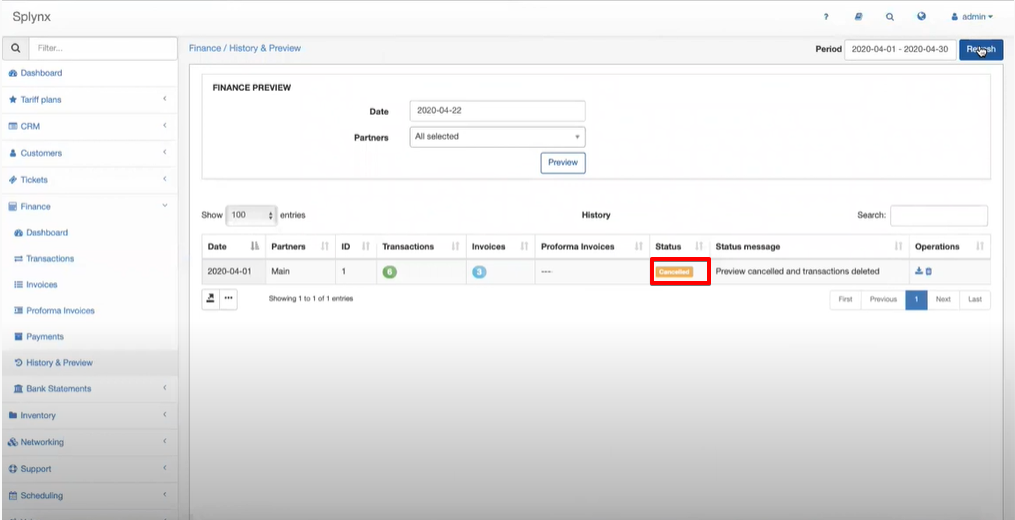 Splynx
? admin
Filter...
Finance / History & Preview
Period 2020-04-01 - 2020-04-30
Dashboard
Tariff plans
CRM
Customers
Tickets
Finance
Dashboard
Transactions
Invoices
Proforma Invoices
Payments
History & Preview
Bank Statements
Inventory
Networking
Support
Scheduling
FINANCE PREVIEW
Date 2020-04-22
Partners All selected
Preview
Show 100 entries
History
Search:
Date Partners ID Transactions Invoices Proforma Invoices Status Status message Operations
2020-04-01 Main 1 6 3 --- Cancelled Preview cancelled and transactions deleted
Showing 1 to 1 of 1 entries
First Previous 1 Next Last